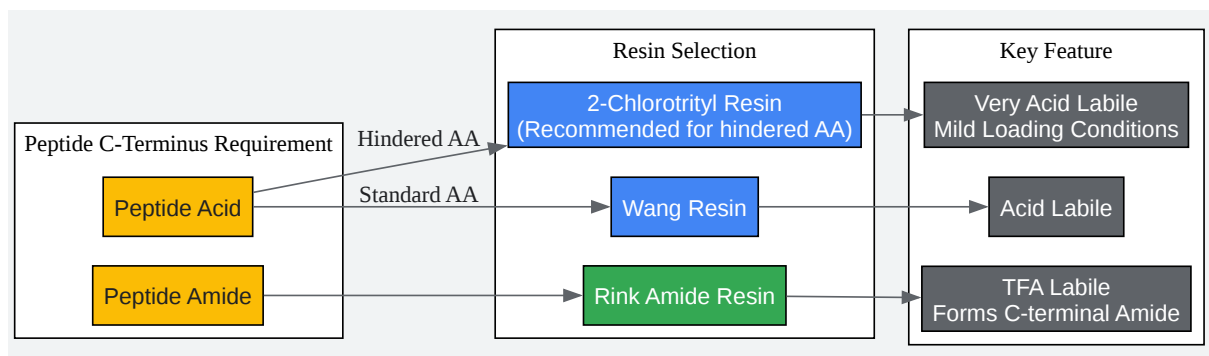 Resin Selection
Key Feature
2-Chlorotrityl Resin
(Recommended for hindered AA)
Very Acid Labile
Mild Loading Conditions
Peptide C-Terminus Requirement
Hindered AA
Peptide Acid
Standard AA
Wang Resin
Acid Labile
Peptide Amide
Rink Amide Resin
TFA Labile
Forms C-terminal Amide